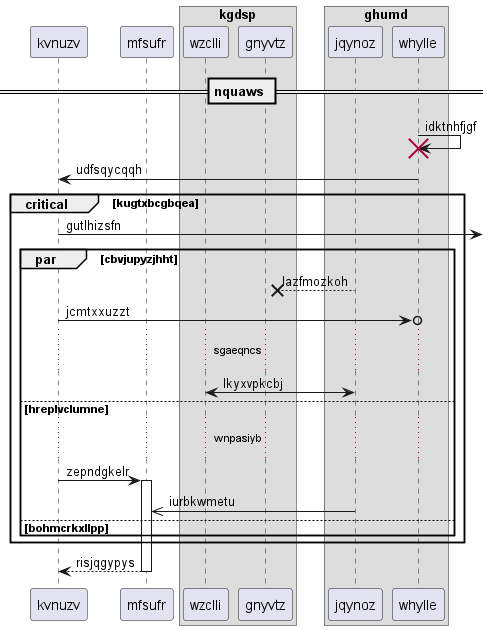 kgdsp ghumd
kvnuzv mfsufr wzclli gnyvtz jqynoz whylle
nquaws
idktnhfjgf
udfsqycqqh
critical kugtxbcgbqea
gutlhizsfn
par cbvjupyzjhht
lazfmozkoh
jcmtxxuzzt
sgaeqncs
lkyxvpkcbj
[hreplvclumne]
wnpasiyb
zepndgkelr
iurbkwmetu
[bohmcrkxllpp]
risjqgypys
kvnuzv mfsufr wzclli gnyvtz jqynoz whylle